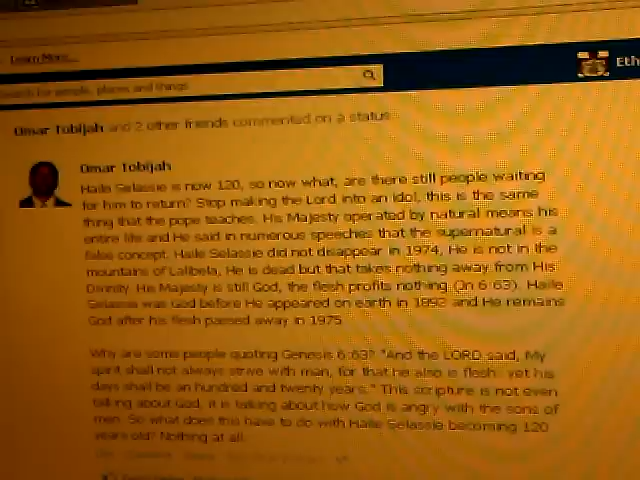 Learn More...
Search for people, places and things
Eth
Omar Tobijah and 2 other friends commented on a status.
Omar Tobijah
Haile Selassie is now 120, so now what, are there still people waiting
for him to return? Stop making the Lord into an idol, this is the same
thing that the pope teaches. His Majesty operated by natural means his
entire life and He said in numerous speeches that the supernatural is a
false concept. Haile Selassie did not disappear in 1974, He is not in the
mountains of Lalibela, He is dead but that takes nothing away from His
Divinity. His Majesty is still God, the flesh profits nothing (Jn 6:63). Haile
Selassie was God before He appeared on earth in 1892 and He remains
God after his flesh passed away in 1975
Why are some people quoting Genesis 6:63? "And the LORD said, My
spirit shall not always strive with man, for that he also is flesh: yet his
days shall be an hundred and twenty years." This scripture is not even
talking about God, it is talking about how God is angry with the sons of
men. So what does this have to do with Haile Selassie becoming 120
years old? Nothing at all.